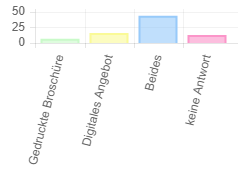 50
25
0
Gedruckte Broschüre
Digitales Angebot
Beides
keine Antwort